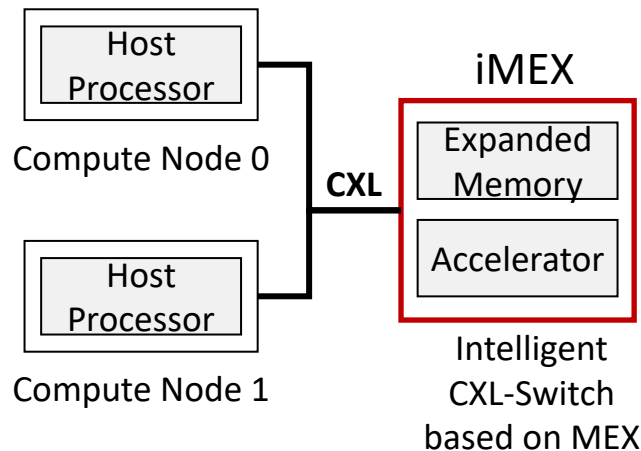 Host
Processor
Compute Node 0
CXL
Host
Processor
Compute Node 1
iMEX
Expanded
Memory
Accelerator
Intelligent
CXL-Switch
based on MEX